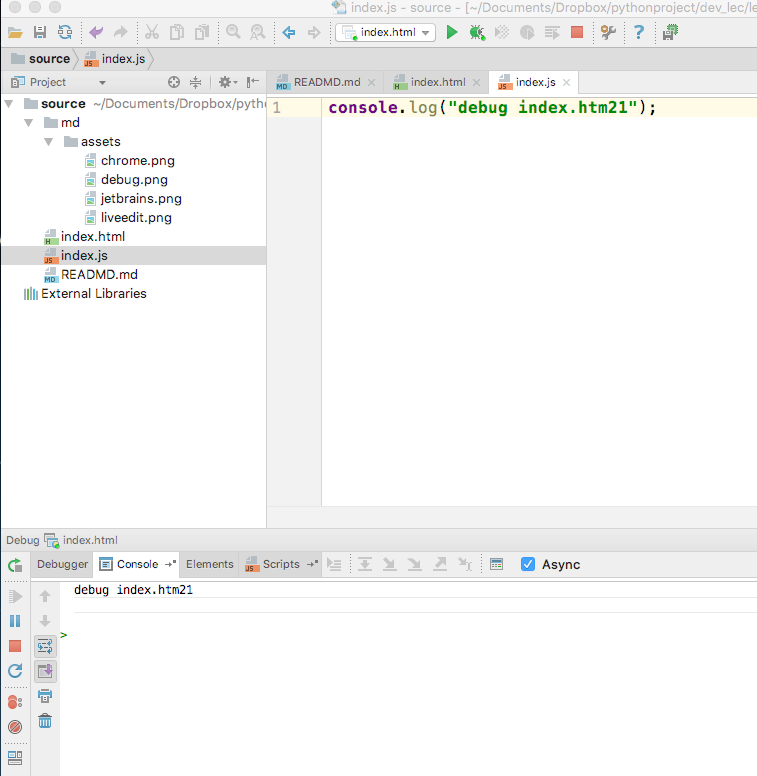 index.js - source - [~/Documents/Dropbox/pythonproject/dev_lec/le
index.html
source
index.js
Project
READMD.md
index.html
index.js
source ~/Documents/Dropbox/pyth
md
assets
chrome.png
debug.png
jetbrains.png
liveedit.png
index.html
index.js
READMD.md
External Libraries
1 console.log("debug index.htm21");
Debug index.html
Debugger Console Elements Scripts Async
debug index.htm21
>